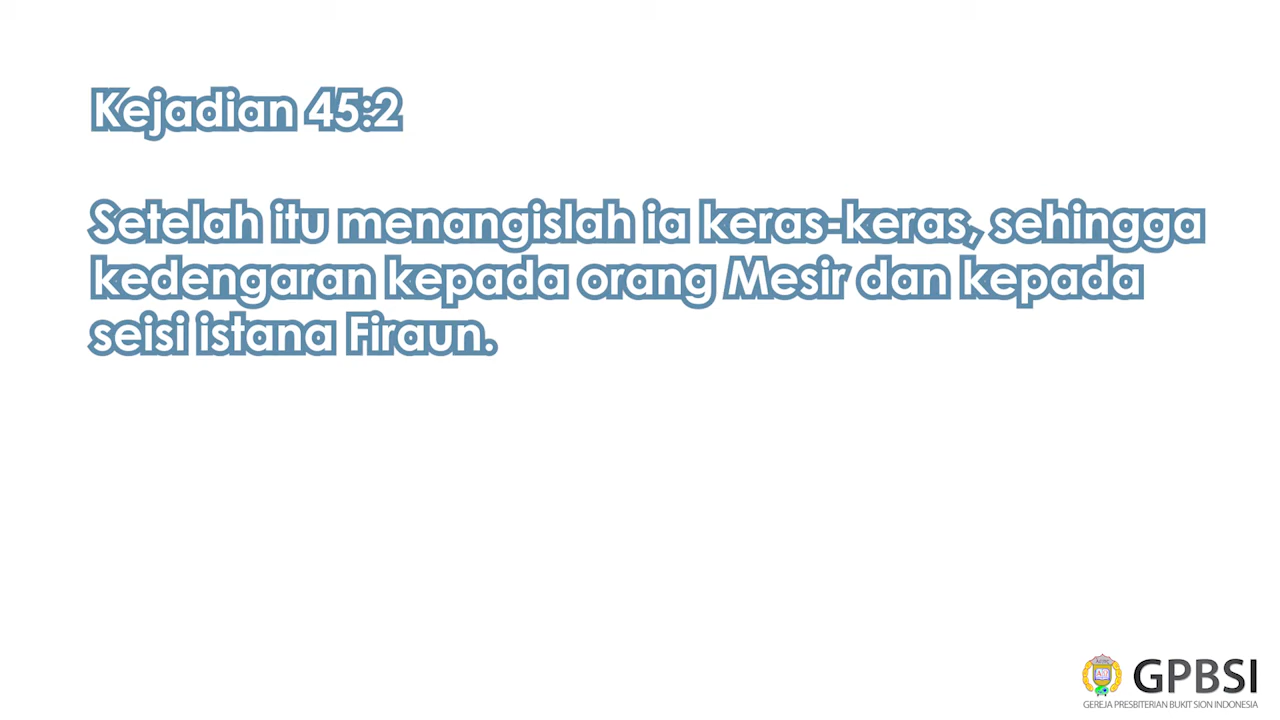 Kejadian 45:2
Setelah itu menangislah ia keras-keras, sehingga
kedengaran kepada orang Mesir dan kepada
seisi istana Firaun.
GPBSI
GEREJA PRESBITERIAN BUKIT SION INDONESIA